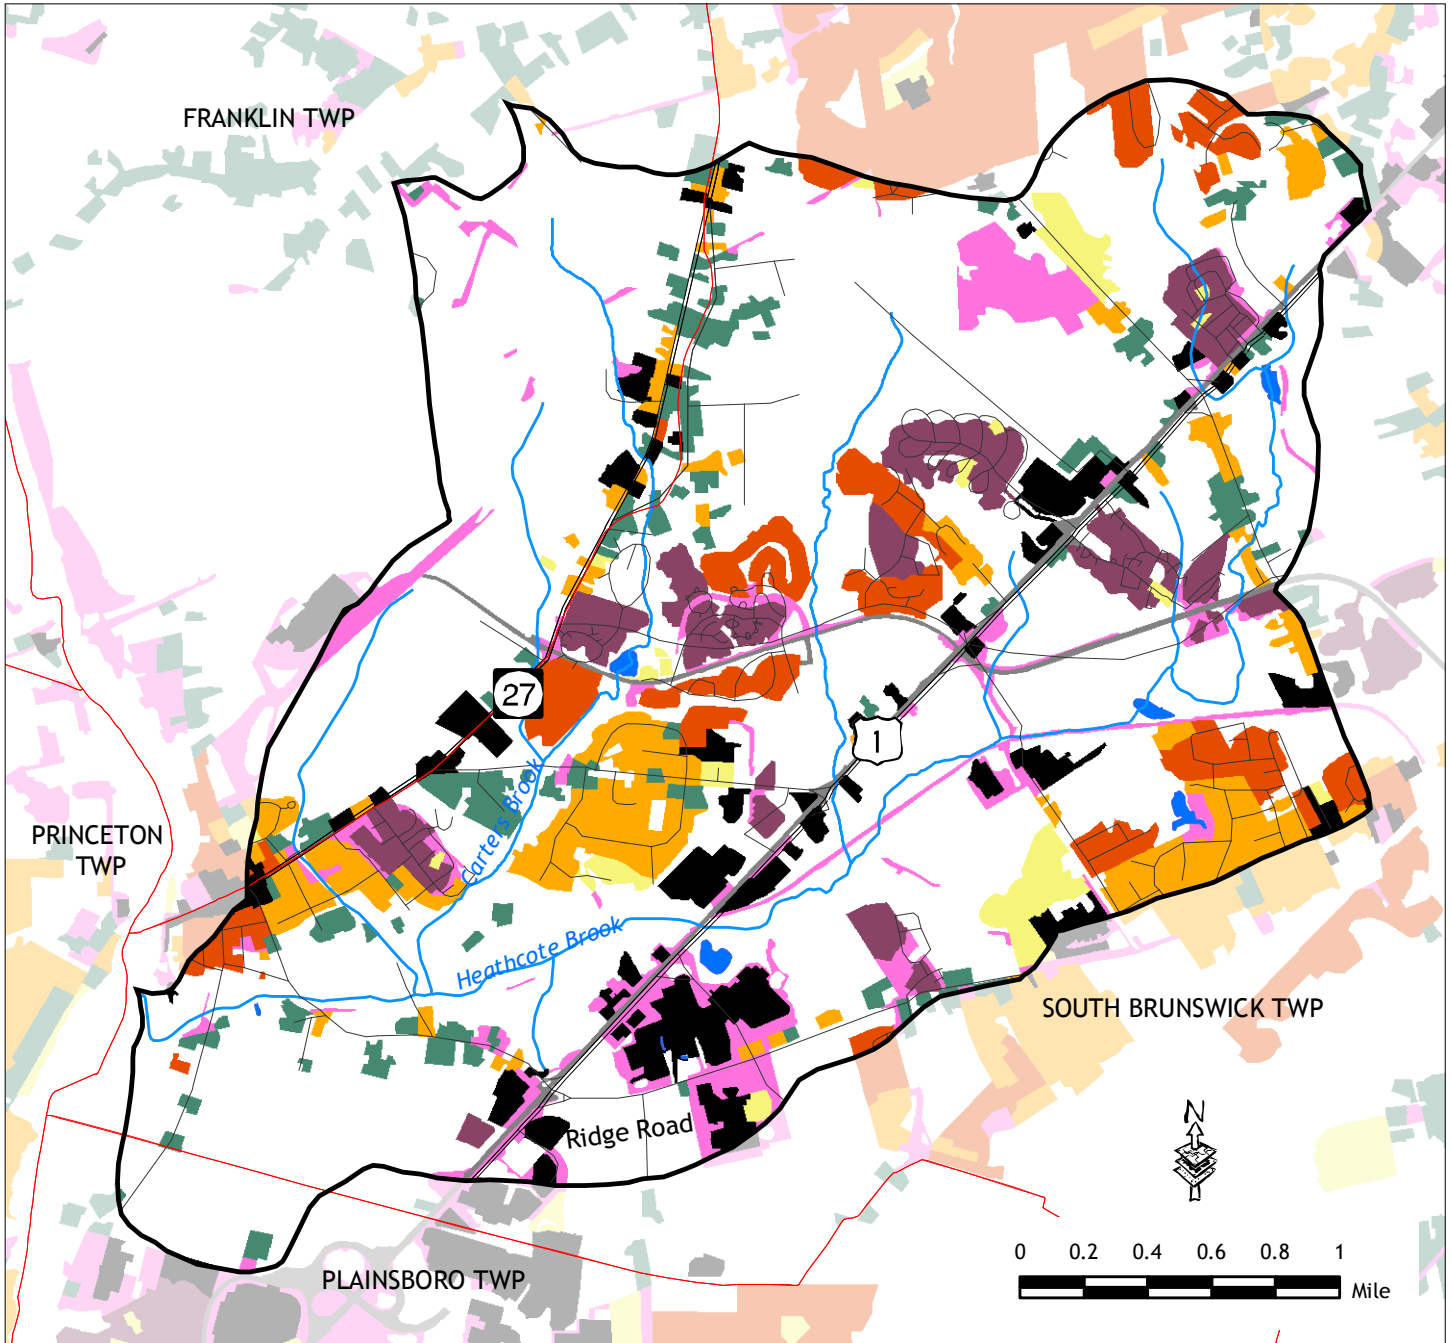 FRANKLIN TWP
27
1
Carters Brook
PRINCETON
TWP
Heathcote Brook
SOUTH BRUNSWICK TWP
Ridge Road
N
0 0.2 0.4 0.6 0.8 1
Mile
PLAINSBORO TWP